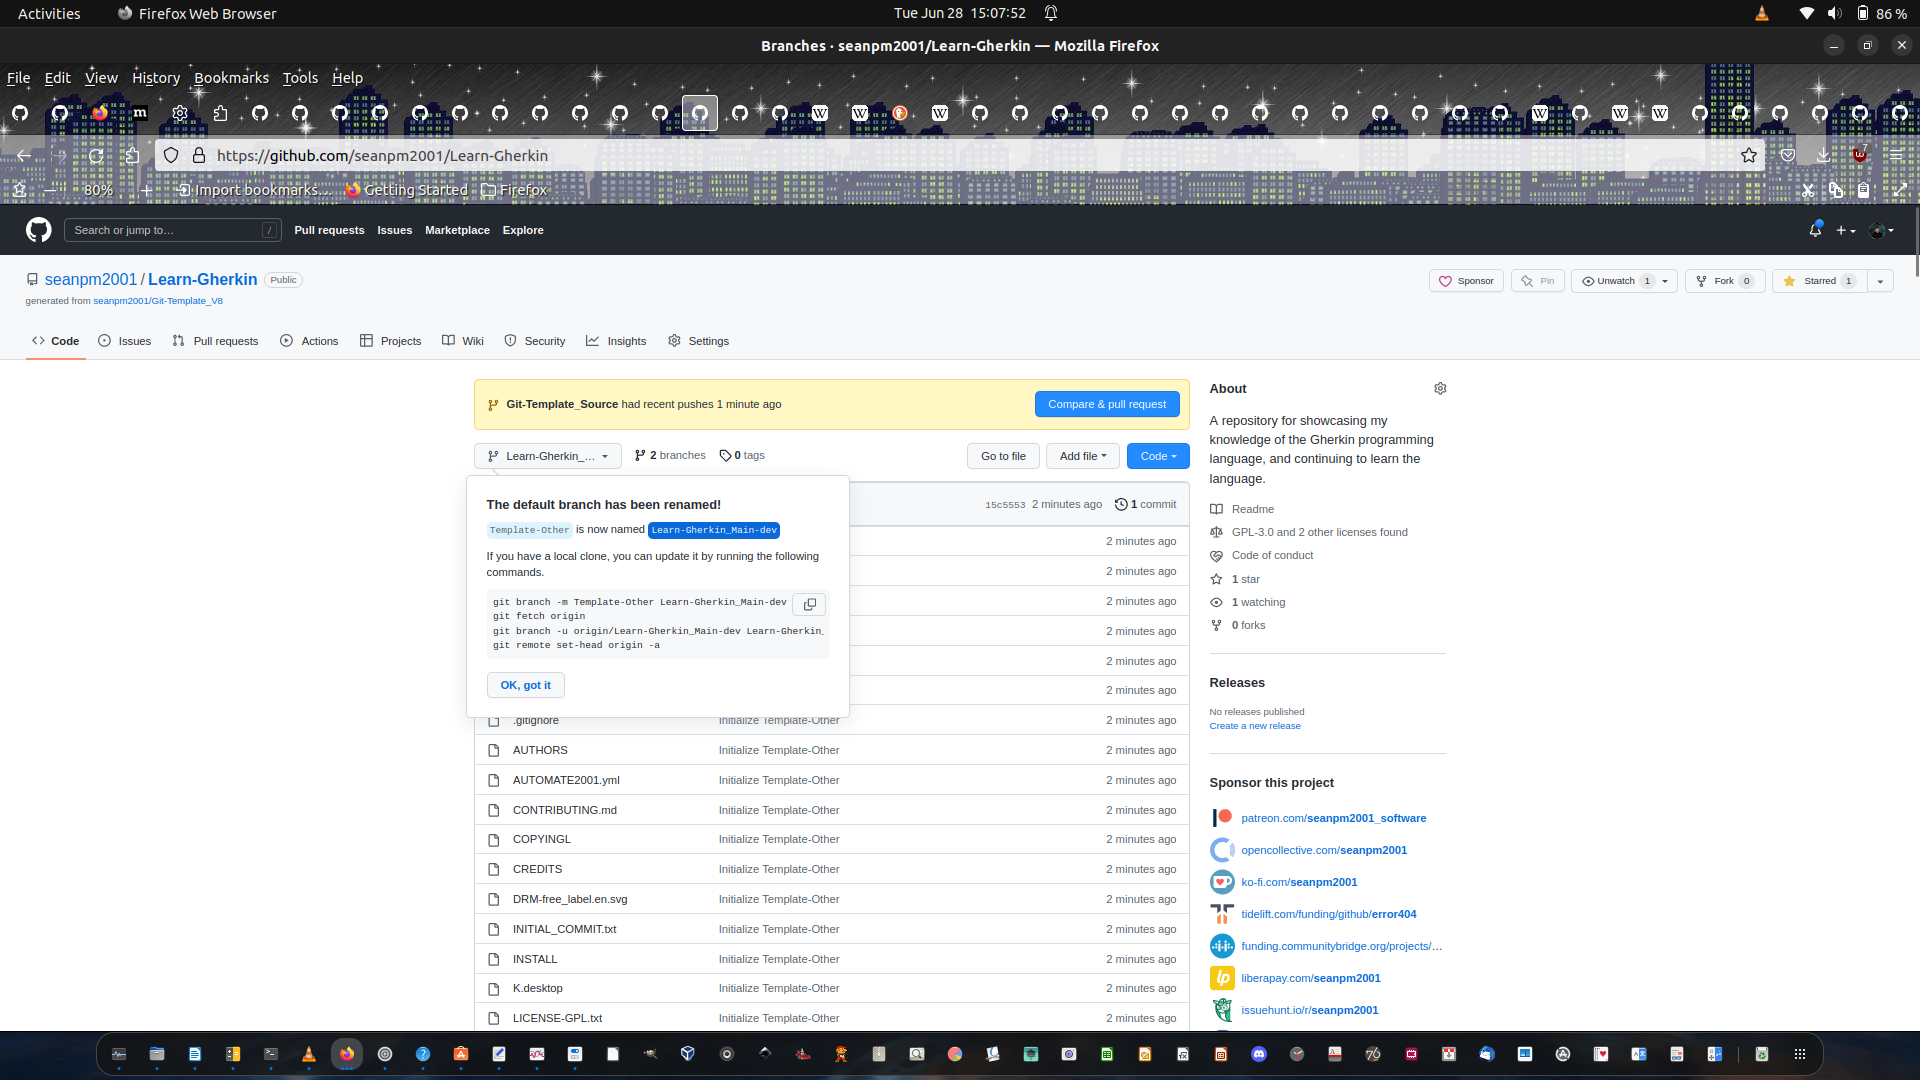 Activities
Firefox Web Browser
Tue Jun 28 15:07:52
86 %
Branches · seanpm2001/Learn-Gherkin — Mozilla Firefox
File Edit View History Bookmarks Tools Help
https://github.com/seanpm2001/Learn-Gherkin
7
80%
Import bookmarks...
Getting Started
Firefox
Search or jump to...
/
Pull requests Issues Marketplace Explore
seanpm2001 / Learn-Gherkin Public
generated from seanpm2001/Git-Template_V8
Sponsor
Pin
Unwatch 1
Fork 0
Starred 1
Code
Issues
Pull requests
Actions
Projects
Wiki
Security
Insights
Settings
Git-Template_Source had recent pushes 1 minute ago
Compare & pull request
Learn-Gherkin_...
2 branches
0 tags
Go to file
Add file
Code
The default branch has been renamed!
Template-Other is now named Learn-Gherkin_Main-dev
If you have a local clone, you can update it by running the following
commands.
git branch -m Template-Other Learn-Gherkin_Main-dev
git fetch origin
git branch -u origin/Learn-Gherkin_Main-dev Learn-Gherkin_
git remote set-head origin -a
OK, got it
15c5553 2 minutes ago 1 commit
2 minutes ago
2 minutes ago
2 minutes ago
2 minutes ago
2 minutes ago
2 minutes ago
.gitignore Initialize Template-Other 2 minutes ago
AUTHORS Initialize Template-Other 2 minutes ago
AUTOMATE2001.yml Initialize Template-Other 2 minutes ago
CONTRIBUTING.md Initialize Template-Other 2 minutes ago
COPYINGL Initialize Template-Other 2 minutes ago
CREDITS Initialize Template-Other 2 minutes ago
DRM-free_label.en.svg Initialize Template-Other 2 minutes ago
INITIAL_COMMIT.txt Initialize Template-Other 2 minutes ago
INSTALL Initialize Template-Other 2 minutes ago
K.desktop Initialize Template-Other 2 minutes ago
LICENSE-GPL.txt Initialize Template-Other 2 minutes ago
About
A repository for showcasing my
knowledge of the Gherkin programming
language, and continuing to learn the
language.
Readme
GPL-3.0 and 2 other licenses found
Code of conduct
1 star
1 watching
0 forks
Releases
No releases published
Create a new release
Sponsor this project
patreon.com/seanpm2001_software
opencollective.com/seanpm2001
ko-fi.com/seanpm2001
tidelift.com/funding/github/error404
funding.communitybridge.org/projects/...
liberapay.com/seanpm2001
issuehunt.io/r/seanpm2001